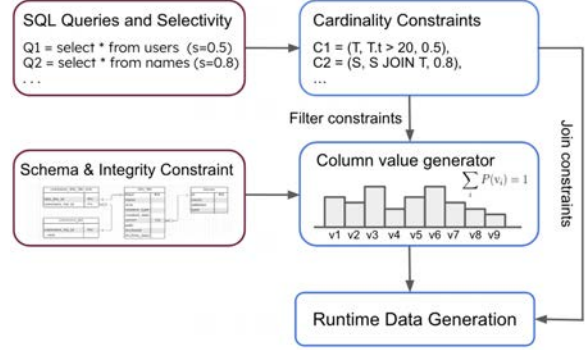 SQL Queries and Selectivity
Q1 = select * from users (s=0.5)
Q2 = select * from names (s=0.8)
. . .
Cardinality Constraints
C1 = (T, T.t > 20, 0.5),
C2 = (S, S JOIN T, 0.8),
...
Filter constraints
Join constraints
Schema & Integrity Constraint
Column value generator
∑ P(vᵢ) = 1
i
v1 v2 v3 v4 v5 v6 v7 v8 v9
Runtime Data Generation